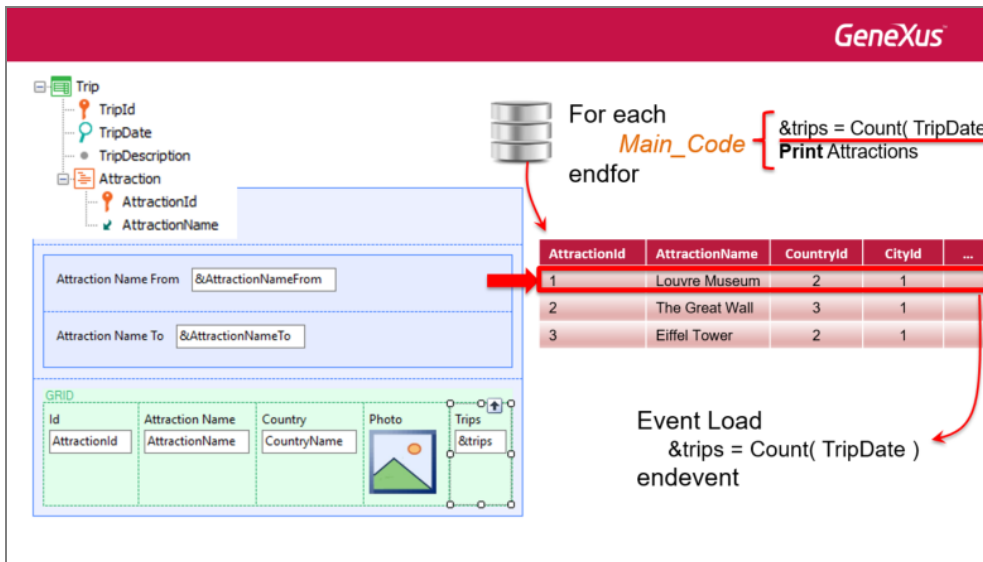 GeneXus
Trip
TripId
TripDate
TripDescription
Attraction
AttractionId
AttractionName
For each
Main_Code
endfor
&trips = Count( TripDate
Print Attractions
Attraction Name From &AttractionNameFrom
Attraction Name To &AttractionNameTo
GRID
Id Attraction Name Country Photo Trips
AttractionId AttractionName CountryName &trips
AttractionId AttractionName CountryId CityId ...
1 Louvre Museum 2 1
2 The Great Wall 3 1
3 Eiffel Tower 2 1
Event Load
&trips = Count( TripDate )
endevent